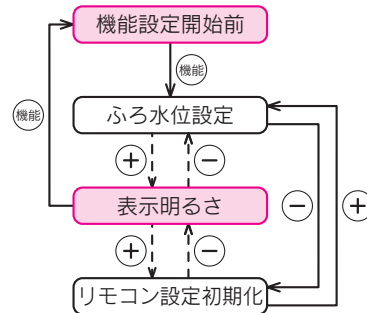 機能設定開始前
機能
機能
ふろ水位設定
+ −
表示明るさ
− +
+ −
リモコン設定初期化